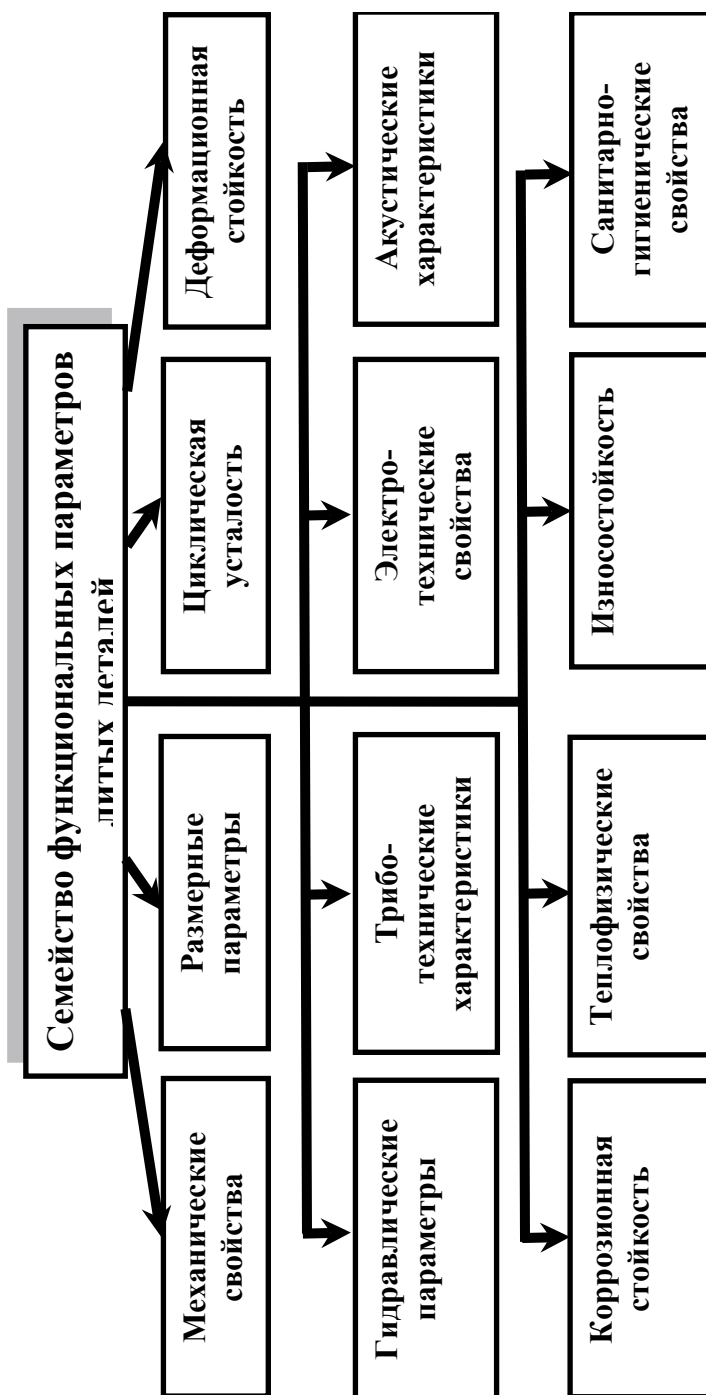 Семейство функциональных параметров
литых деталей
Механические
свойства
Размерные
параметры
Циклическая
усталость
Деформационная
стойкость
Гидравлические
параметры
Трибо-
технические
характеристики
Электро-
технические
свойства
Акустические
характеристики
Коррозионная
стойкость
Теплофизические
свойства
Износостойкость
Санитарно-
гигиенические
свойства